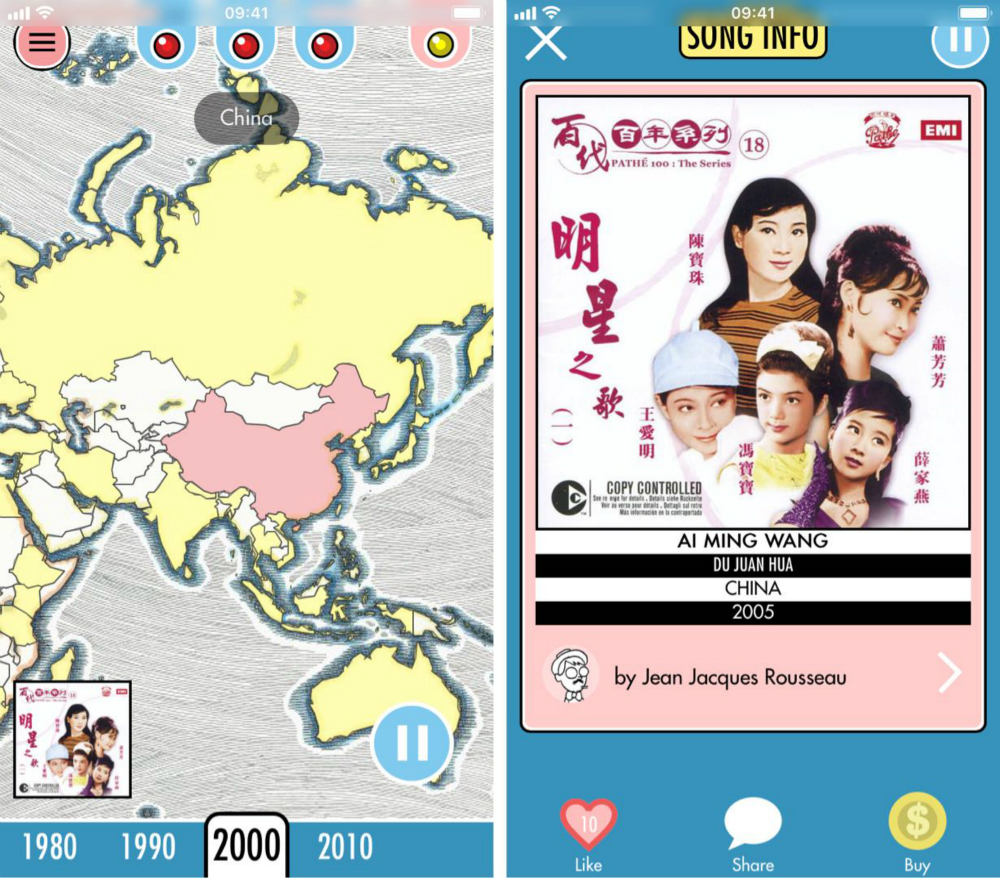 09:41
China
1980
1990
2000
2010
09:41
SONG INFO
百代
百年系列
18
PATHÉ 100 : The Series
Pathé
EMI
明星之歌
（一）
陳寶珠
蕭芳芳
王愛明
馮寶寶
薛家燕
COPY CONTROLLED
AI MING WANG
DU JUAN HUA
CHINA
2005
by Jean Jacques Rousseau
10
Like
Share
$
Buy